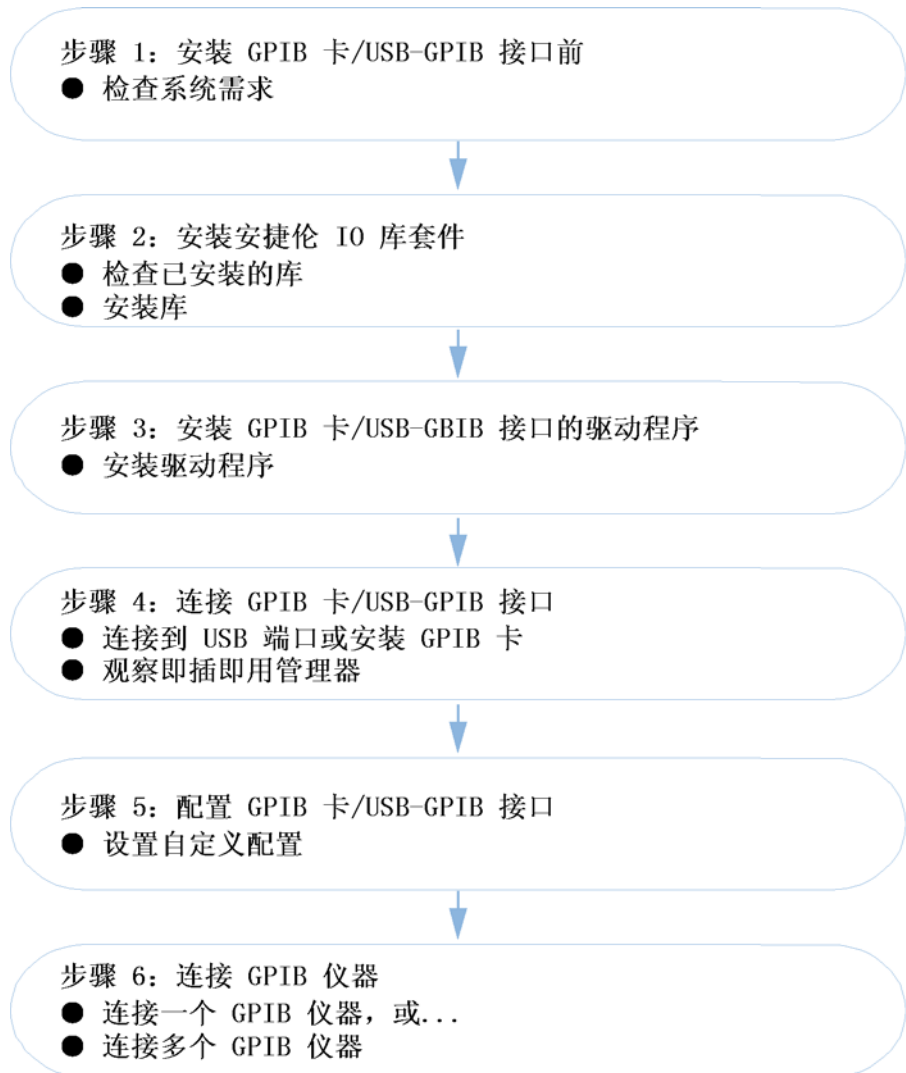 步骤 1: 安装 GPIB 卡/USB-GPIB 接口前
● 检查系统需求
步骤 2: 安装安捷伦 IO 库套件
● 检查已安装的库
● 安装库
步骤 3: 安装 GPIB 卡/USB-GBIB 接口的驱动程序
● 安装驱动程序
步骤 4: 连接 GPIB 卡/USB-GPIB 接口
● 连接到 USB 端口或安装 GPIB 卡
● 观察即插即用管理器
步骤 5: 配置 GPIB 卡/USB-GPIB 接口
● 设置自定义配置
步骤 6: 连接 GPIB 仪器
● 连接一个 GPIB 仪器, 或...
● 连接多个 GPIB 仪器